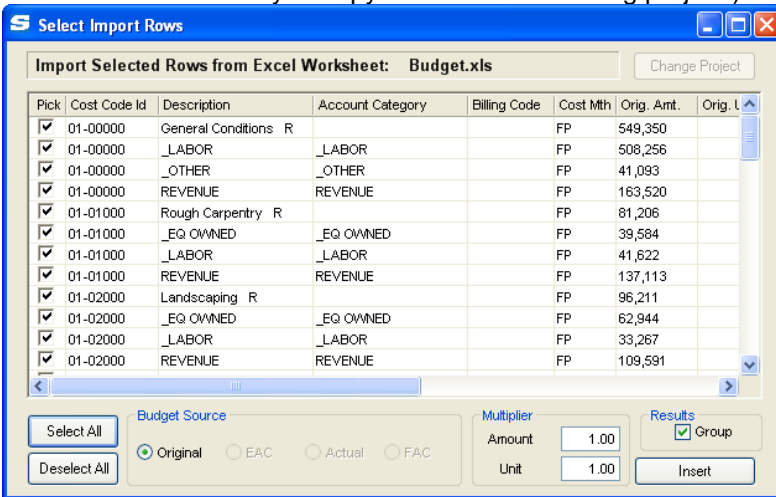 Select Import Rows
Import Selected Rows from Excel Worksheet: Budget.xls Change Project
Pick Cost Code Id Description Account Category Billing Code Cost Mth Orig. Amt. Orig.
01-00000 General Conditions R FP 549,350
01-00000 _LABOR _LABOR FP 508,256
01-00000 _OTHER _OTHER FP 41,093
01-00000 REVENUE REVENUE FP 163,520
01-01000 Rough Carpentry R FP 81,206
01-01000 _EQ OWNED _EQ OWNED FP 39,584
01-01000 _LABOR _LABOR FP 41,622
01-01000 REVENUE REVENUE FP 137,113
01-02000 Landscaping R FP 96,211
01-02000 _EQ OWNED _EQ OWNED FP 62,944
01-02000 _LABOR _LABOR FP 33,267
01-02000 REVENUE REVENUE FP 109,591
Select All
Deselect All
Budget Source
Original EAC Actual FAC
Multiplier
Amount 1.00
Unit 1.00
Results
Group
Insert